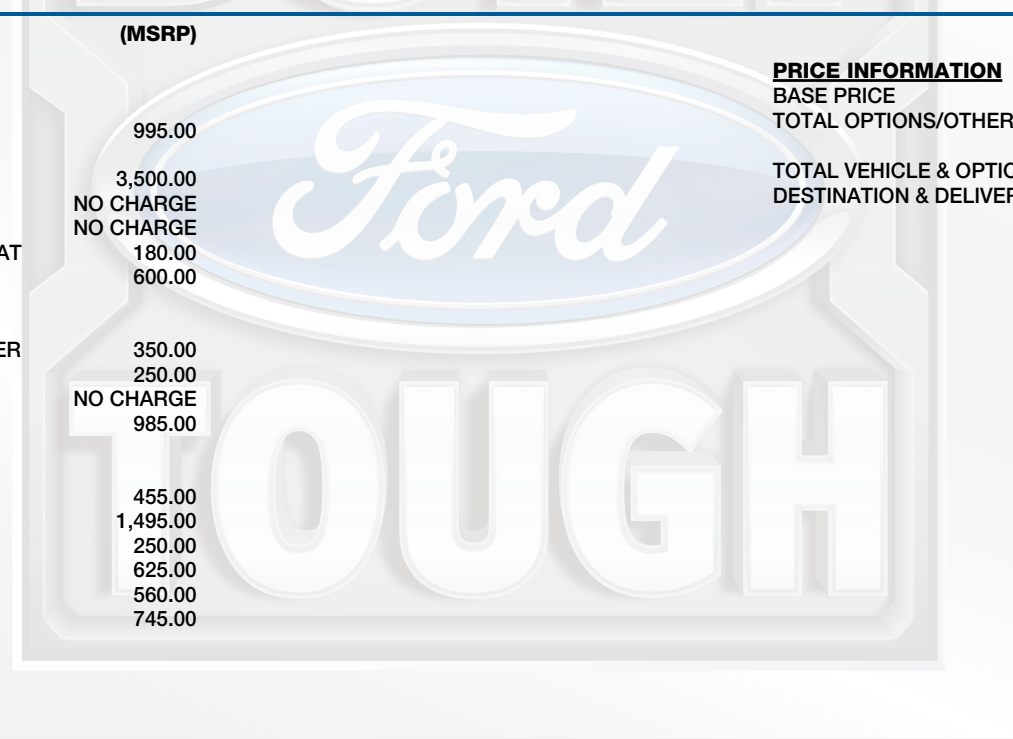 (MSRP)
995.00
3,500.00
NO CHARGE
NO CHARGE
AT 180.00
600.00
ER 350.00
250.00
NO CHARGE
985.00
455.00
1,495.00
250.00
625.00
560.00
745.00
PRICE INFORMATION
BASE PRICE
TOTAL OPTIONS/OTHER
TOTAL VEHICLE & OPTIO
DESTINATION & DELIVER
Ford
TOUGH